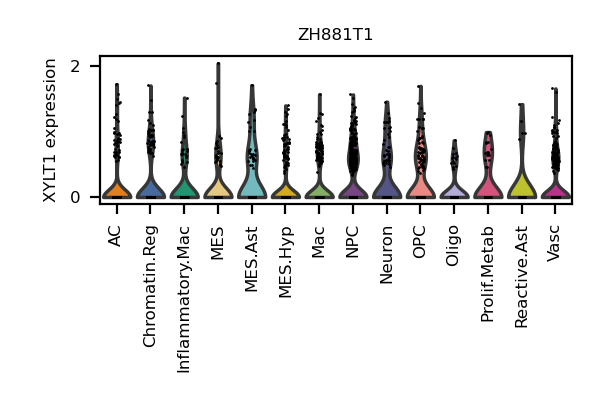 ZH881T1
XYLT1 expression
2
0
AC
Chromatin.Reg
Inflammatory.Mac
MES
MES.Ast
MES.Hyp
Mac
NPC
Neuron
OPC
Oligo
Prolif.Metab
Reactive.Ast
Vasc